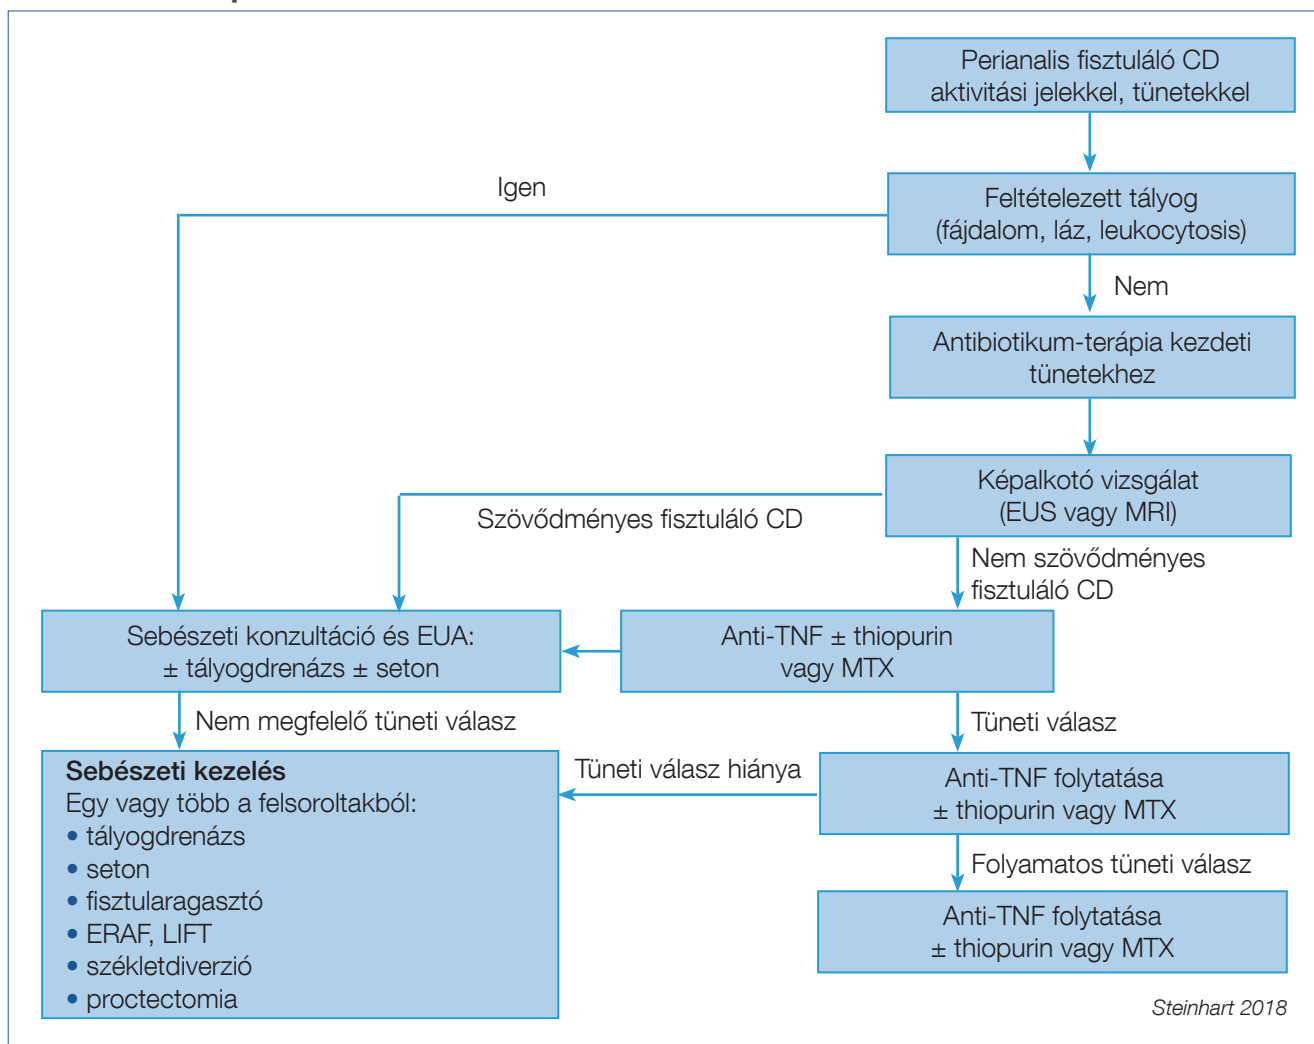 Perianalis fisztuláló CD
aktivitási jelekkel, tünetekkel
Igen
Feltételezett tályog
(fájdalom, láz, leukocytosis)
Nem
Antibiotikum-terápia kezdeti
tünetekhez
Képalkotó vizsgálat
(EUS vagy MRI)
Szövődményes fisztuláló CD
Nem szövődményes
fisztuláló CD
Sebészeti konzultáció és EUA:
± tályogdrenázs ± seton
Anti-TNF ± thiopurin
vagy MTX
Nem megfelelő tüneti válasz
Tüneti válasz
Sebészeti kezelés
Egy vagy több a felsoroltakból:
• tályogdrenázs
• seton
• fisztularagasztó
• ERAF, LIFT
• székletdiverzió
• proctectomia
Tüneti válasz hiánya
Anti-TNF folytatása
± thiopurin vagy MTX
Folyamatos tüneti válasz
Anti-TNF folytatása
± thiopurin vagy MTX
Steinhart 2018